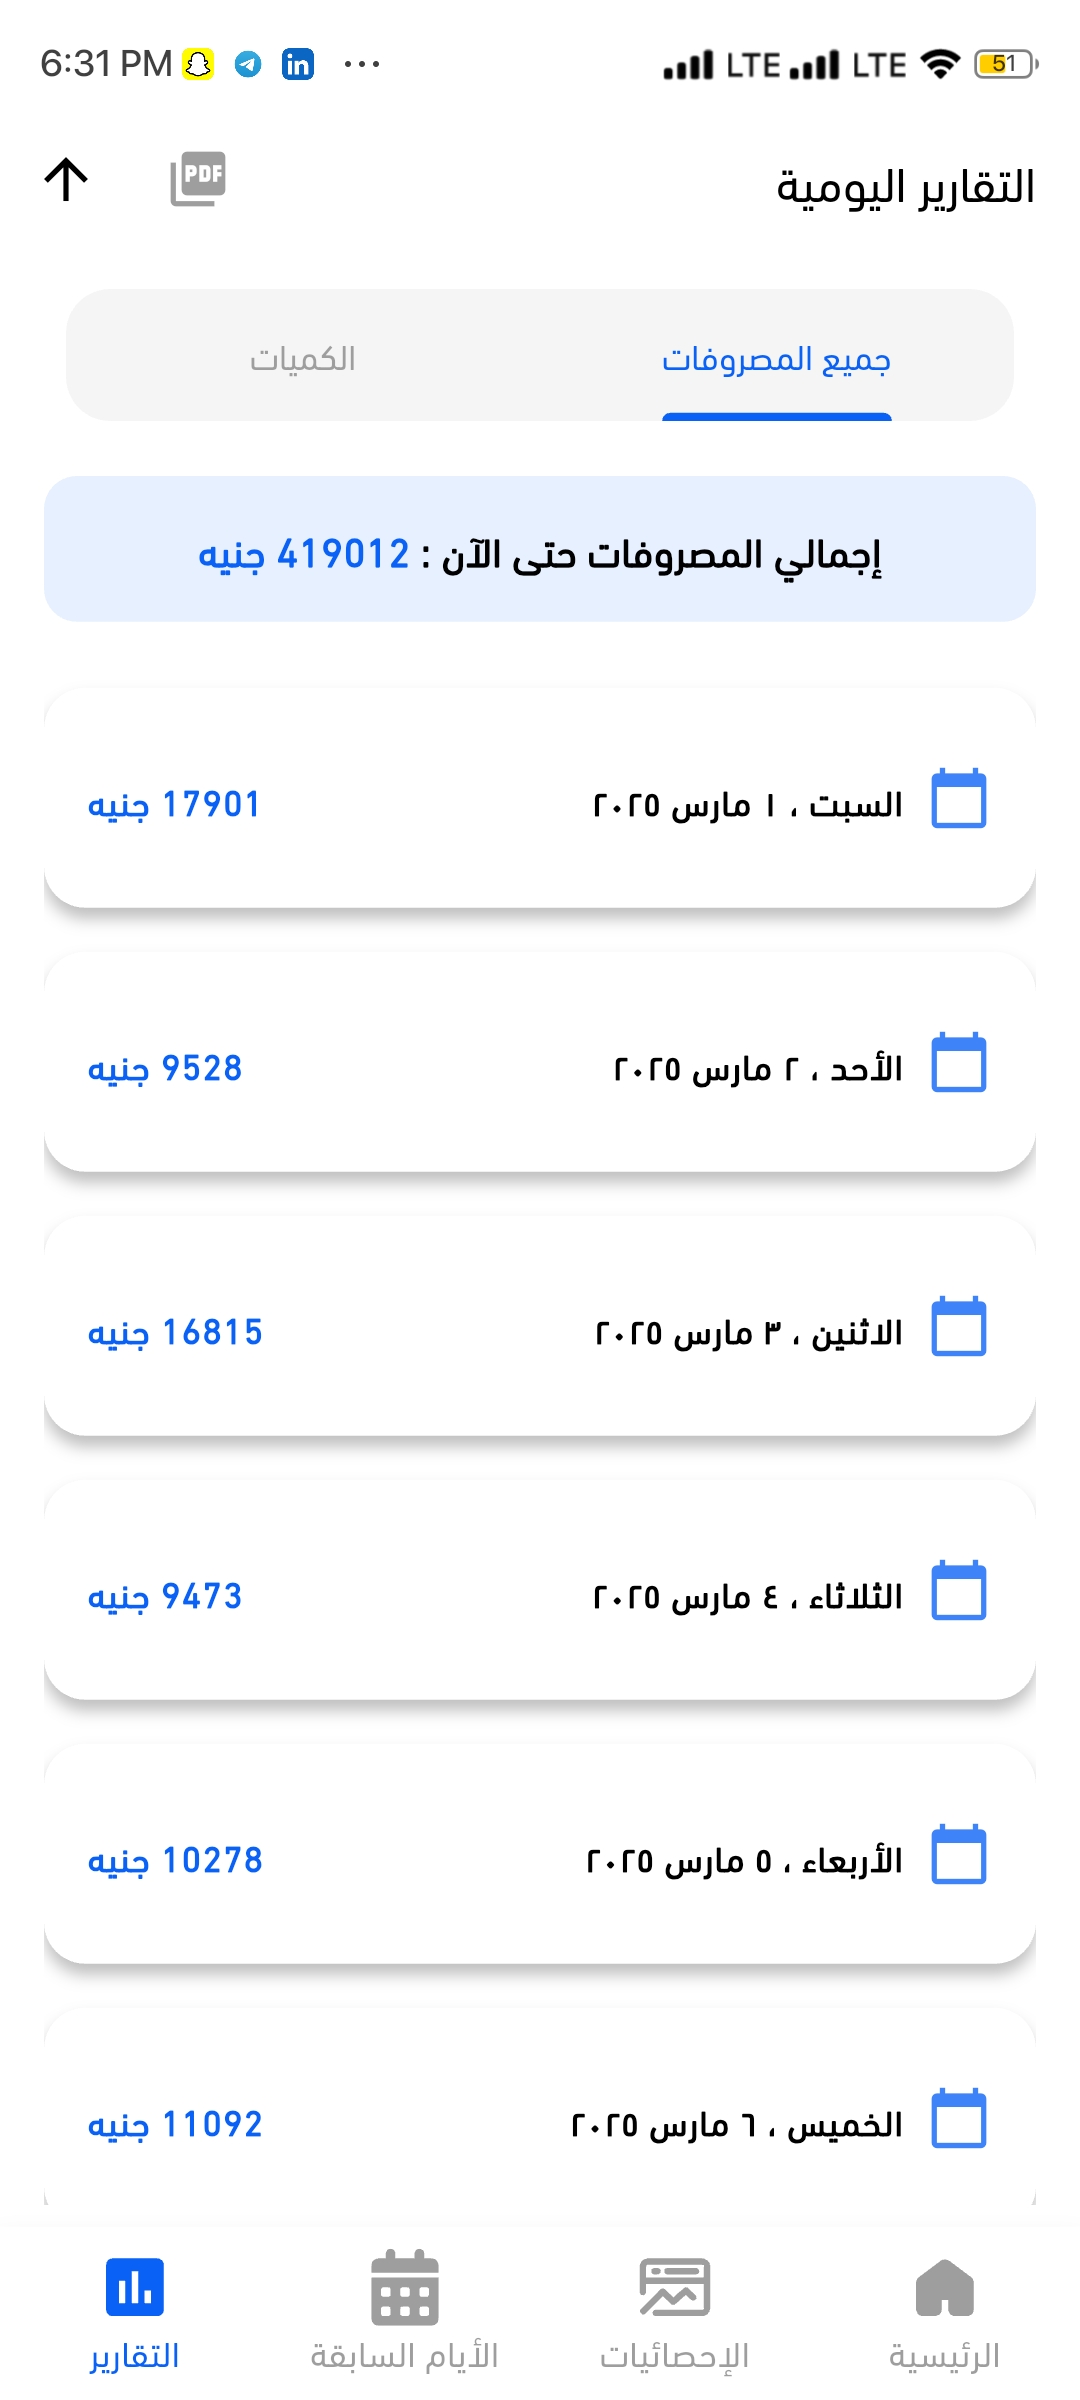 6:31 PM ... LTE LTE 51
التقارير اليومية
PDF
جميع المصروفات
الكميات
إجمالي المصروفات حتى الآن : 419012 جنيه
السبت ، ١ مارس ٢٠٢٥
17901 جنيه
الأحد ، ٢ مارس ٢٠٢٥
9528 جنيه
الاثنين ، ٣ مارس ٢٠٢٥
16815 جنيه
الثلاثاء ، ٤ مارس ٢٠٢٥
9473 جنيه
الأربعاء ، ٥ مارس ٢٠٢٥
10278 جنيه
الخميس ، ٦ مارس ٢٠٢٥
11092 جنيه
الرئيسية
الإحصائيات
الأيام السابقة
التقارير